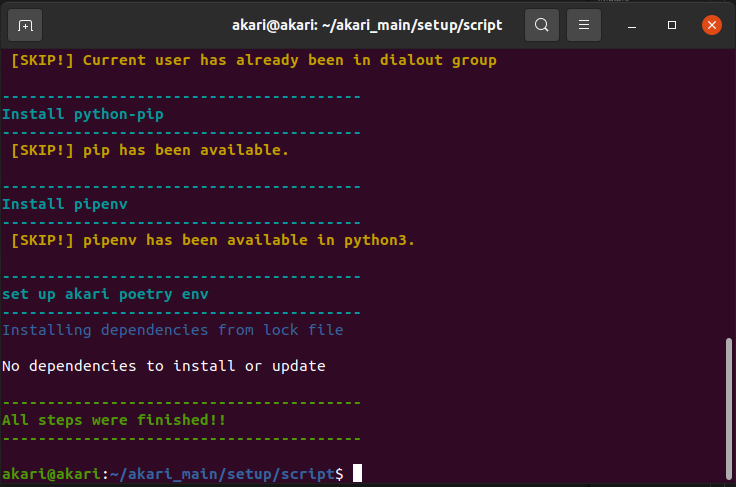 akari@akari: ~/akari_main/setup/script
[SKIP!] Current user has already been in dialout group
----------------------------------------
Install python-pip
----------------------------------------
[SKIP!] pip has been available.
----------------------------------------
Install pipenv
----------------------------------------
[SKIP!] pipenv has been available in python3.
----------------------------------------
set up akari poetry env
----------------------------------------
Installing dependencies from lock file
No dependencies to install or update
----------------------------------------
All steps were finished!!
----------------------------------------
akari@akari:~/akari_main/setup/script$